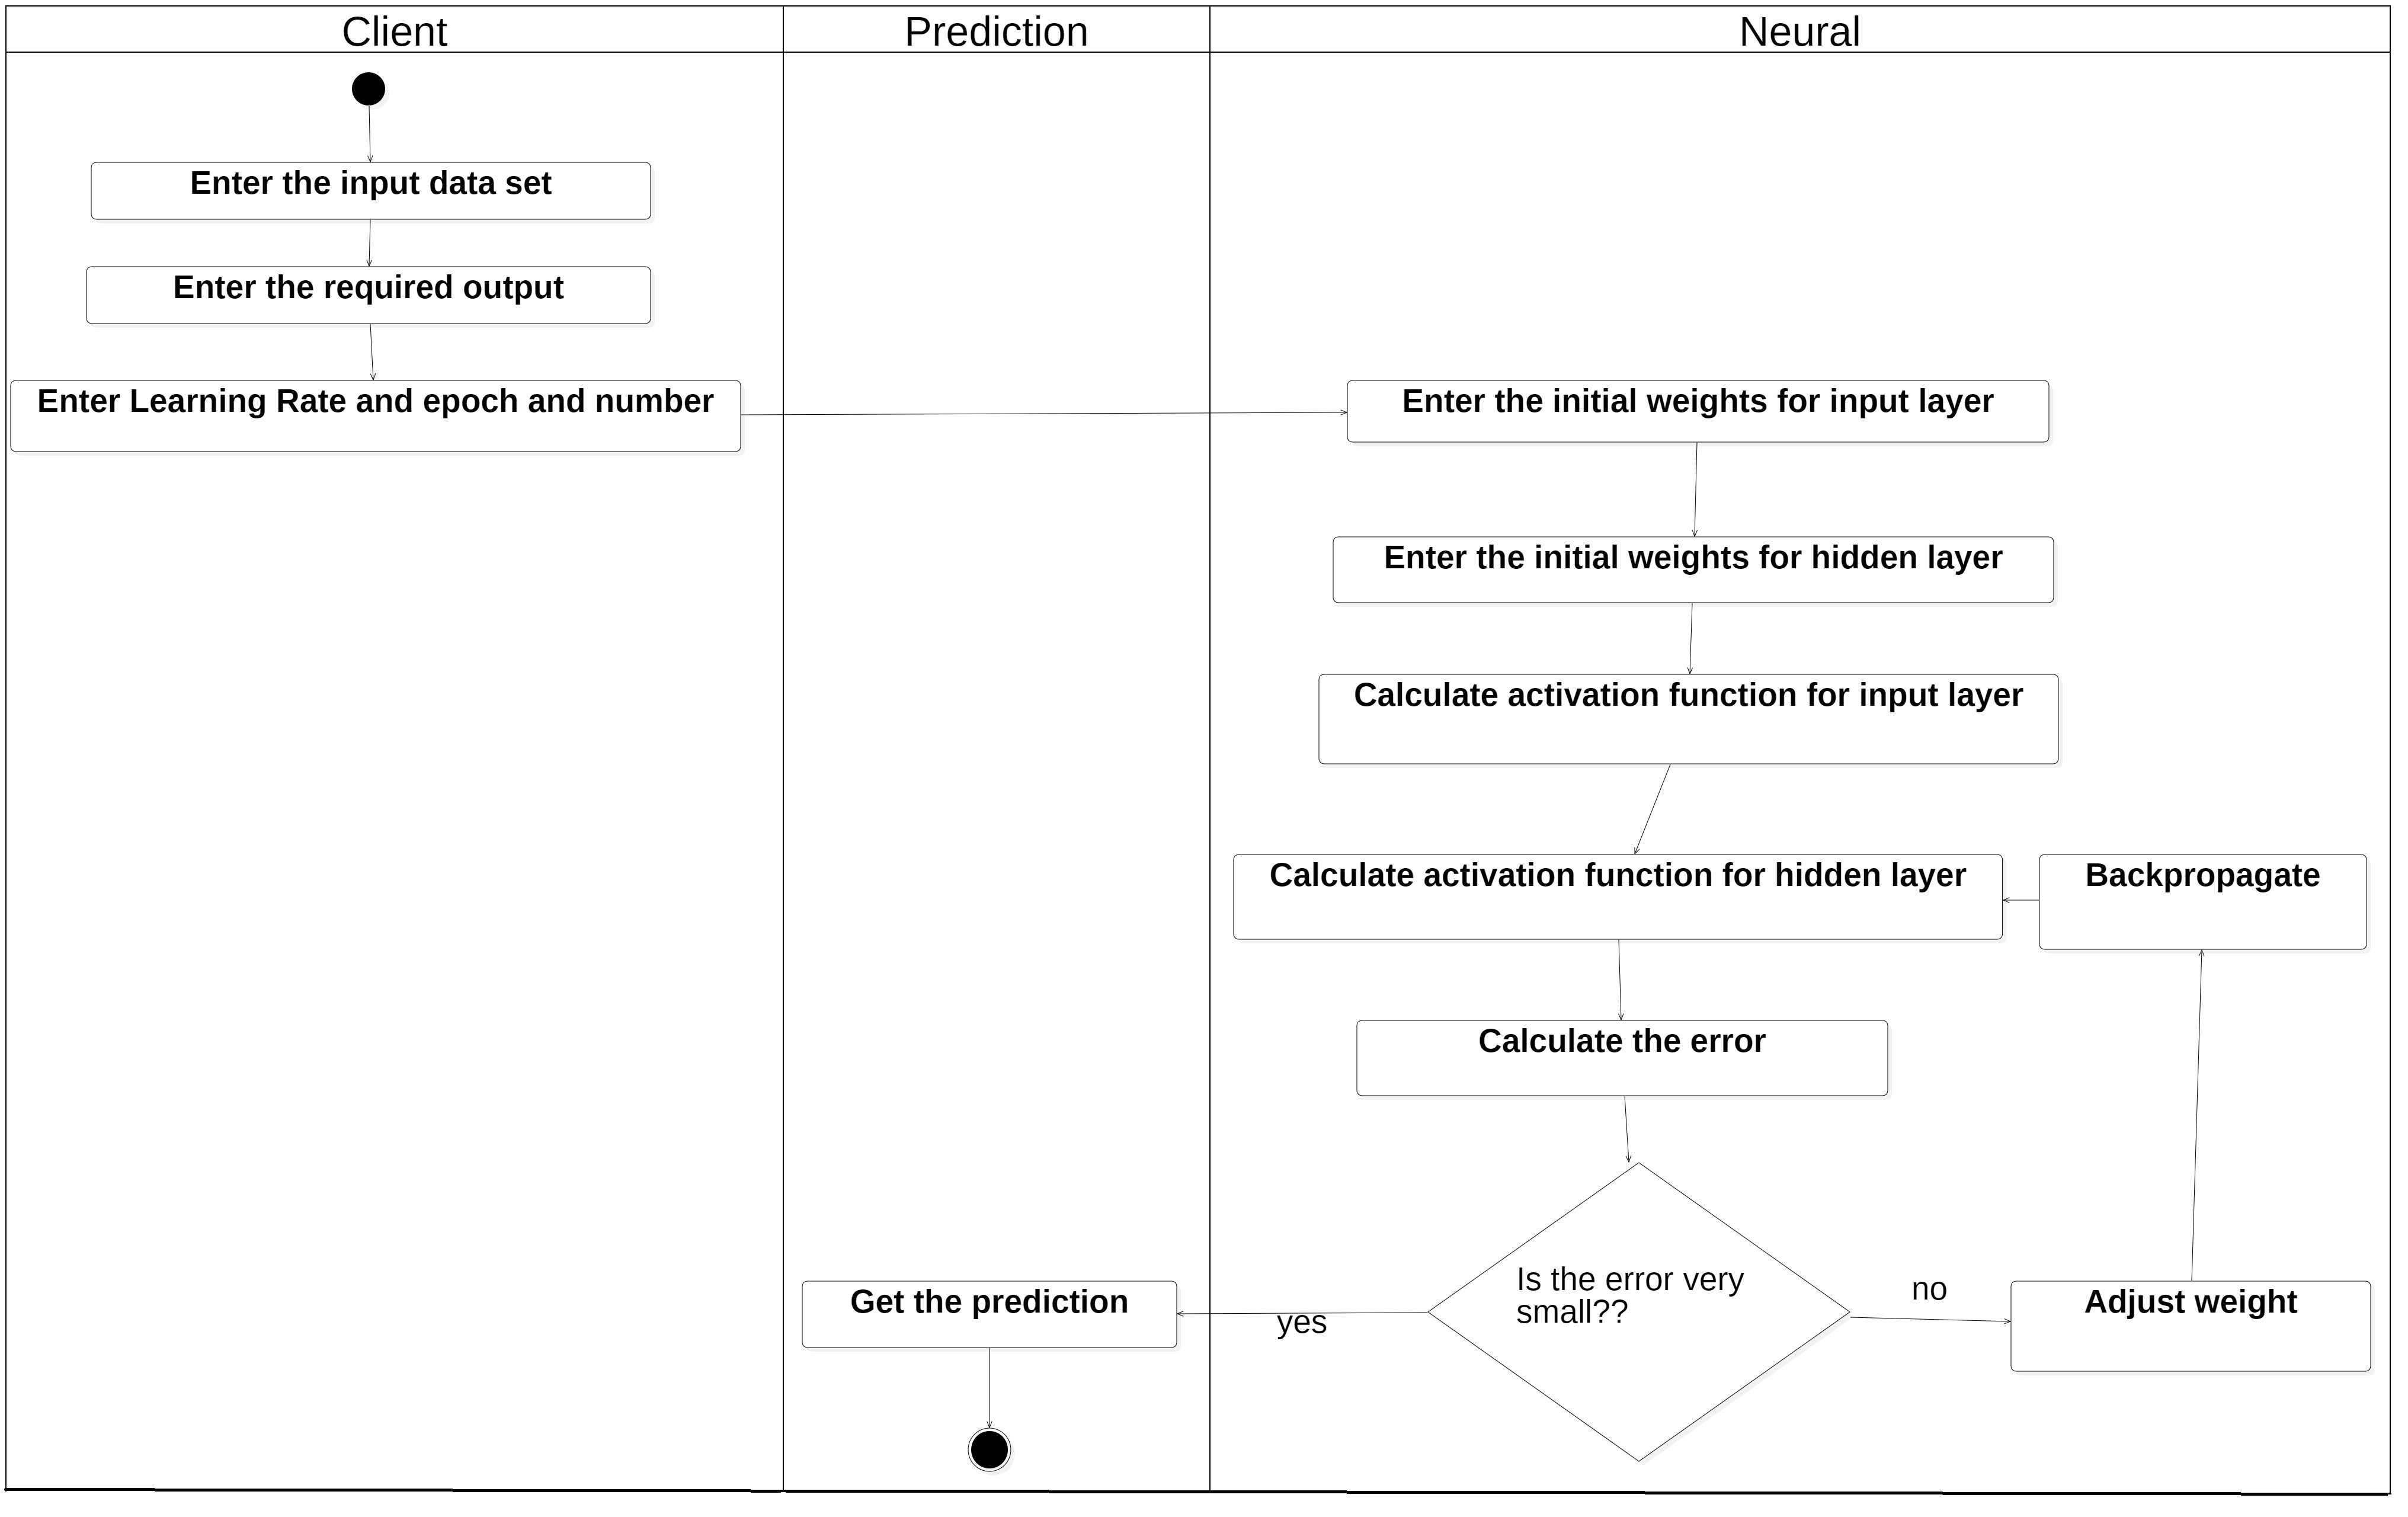 Client
Prediction
Neural
Enter the input data set
Enter the required output
Enter Learning Rate and epoch and number
Enter the initial weights for input layer
Enter the initial weights for hidden layer
Calculate activation function for input layer
Calculate activation function for hidden layer
Backpropagate
Calculate the error
Is the error very
small??
yes
no
Get the prediction
Adjust weight